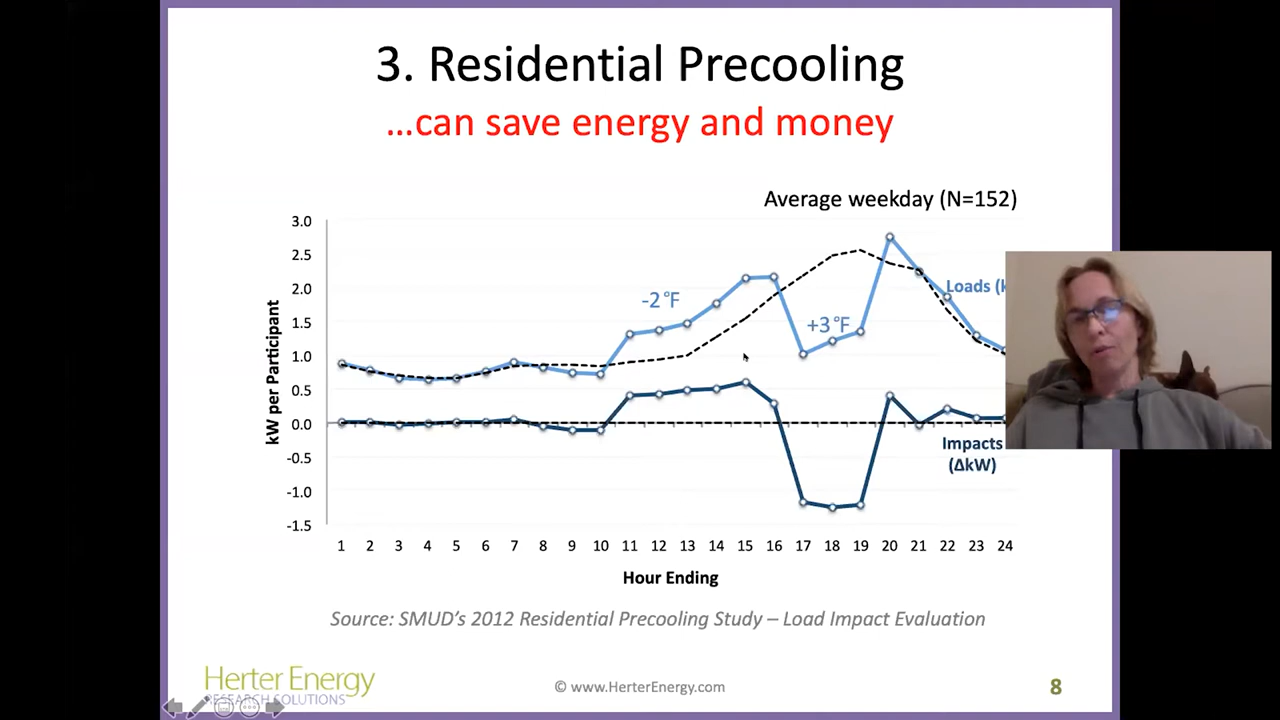 3. Residential Precooling
...can save energy and money
Average weekday (N=152)
3.0
2.5
2.0
1.5
1.0
0.5
0.0
-0.5
-1.0
-1.5
kW per Participant
-2°F
+3°F
Loads
Impacts
(ΔkW)
1 2 3 4 5 6 7 8 9 10 11 12 13 14 15 16 17 18 19 20 21 22 23 24
Hour Ending
Source: SMUD's 2012 Residential Precooling Study – Load Impact Evaluation
Herter Energy
RESEARCH SOLUTIONS
© www.HerterEnergy.com
8